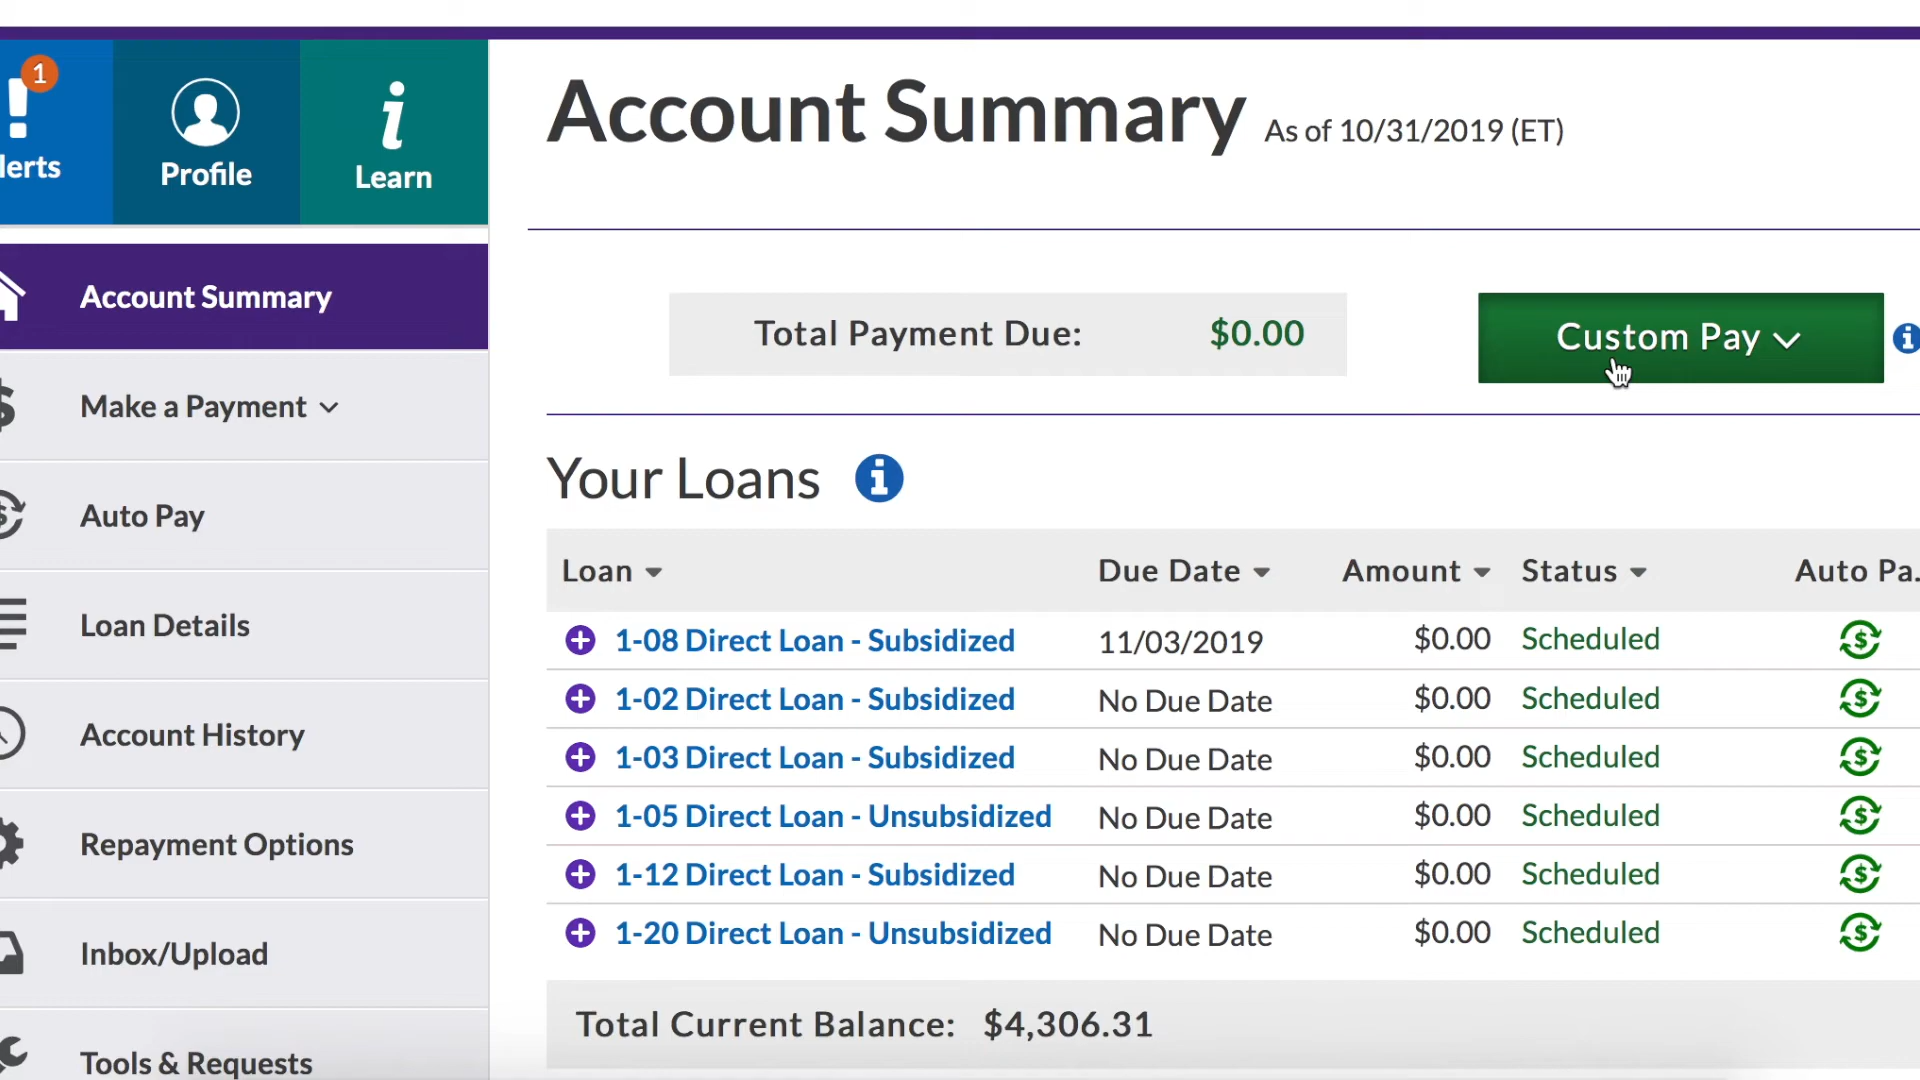 1
lerts
Profile
Learn
Account Summary
Make a Payment
Auto Pay
Loan Details
Account History
Repayment Options
Inbox/Upload
Tools & Requests
Account Summary As of 10/31/2019 (ET)
Total Payment Due: $0.00
Custom Pay
Your Loans
Loan Due Date Amount Status Auto Pa..
1-08 Direct Loan - Subsidized 11/03/2019 $0.00 Scheduled
1-02 Direct Loan - Subsidized No Due Date $0.00 Scheduled
1-03 Direct Loan - Subsidized No Due Date $0.00 Scheduled
1-05 Direct Loan - Unsubsidized No Due Date $0.00 Scheduled
1-12 Direct Loan - Subsidized No Due Date $0.00 Scheduled
1-20 Direct Loan - Unsubsidized No Due Date $0.00 Scheduled
Total Current Balance: $4,306.31